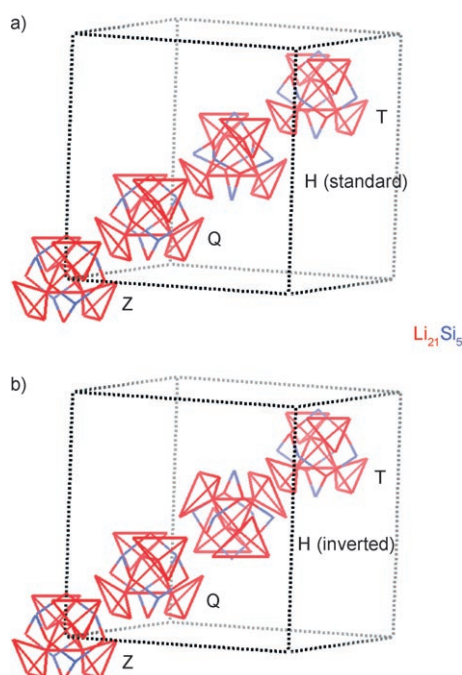 a)
T
H (standard)
Q
Z
Li₂₁Si₅
b)
T
H (inverted)
Q
Z